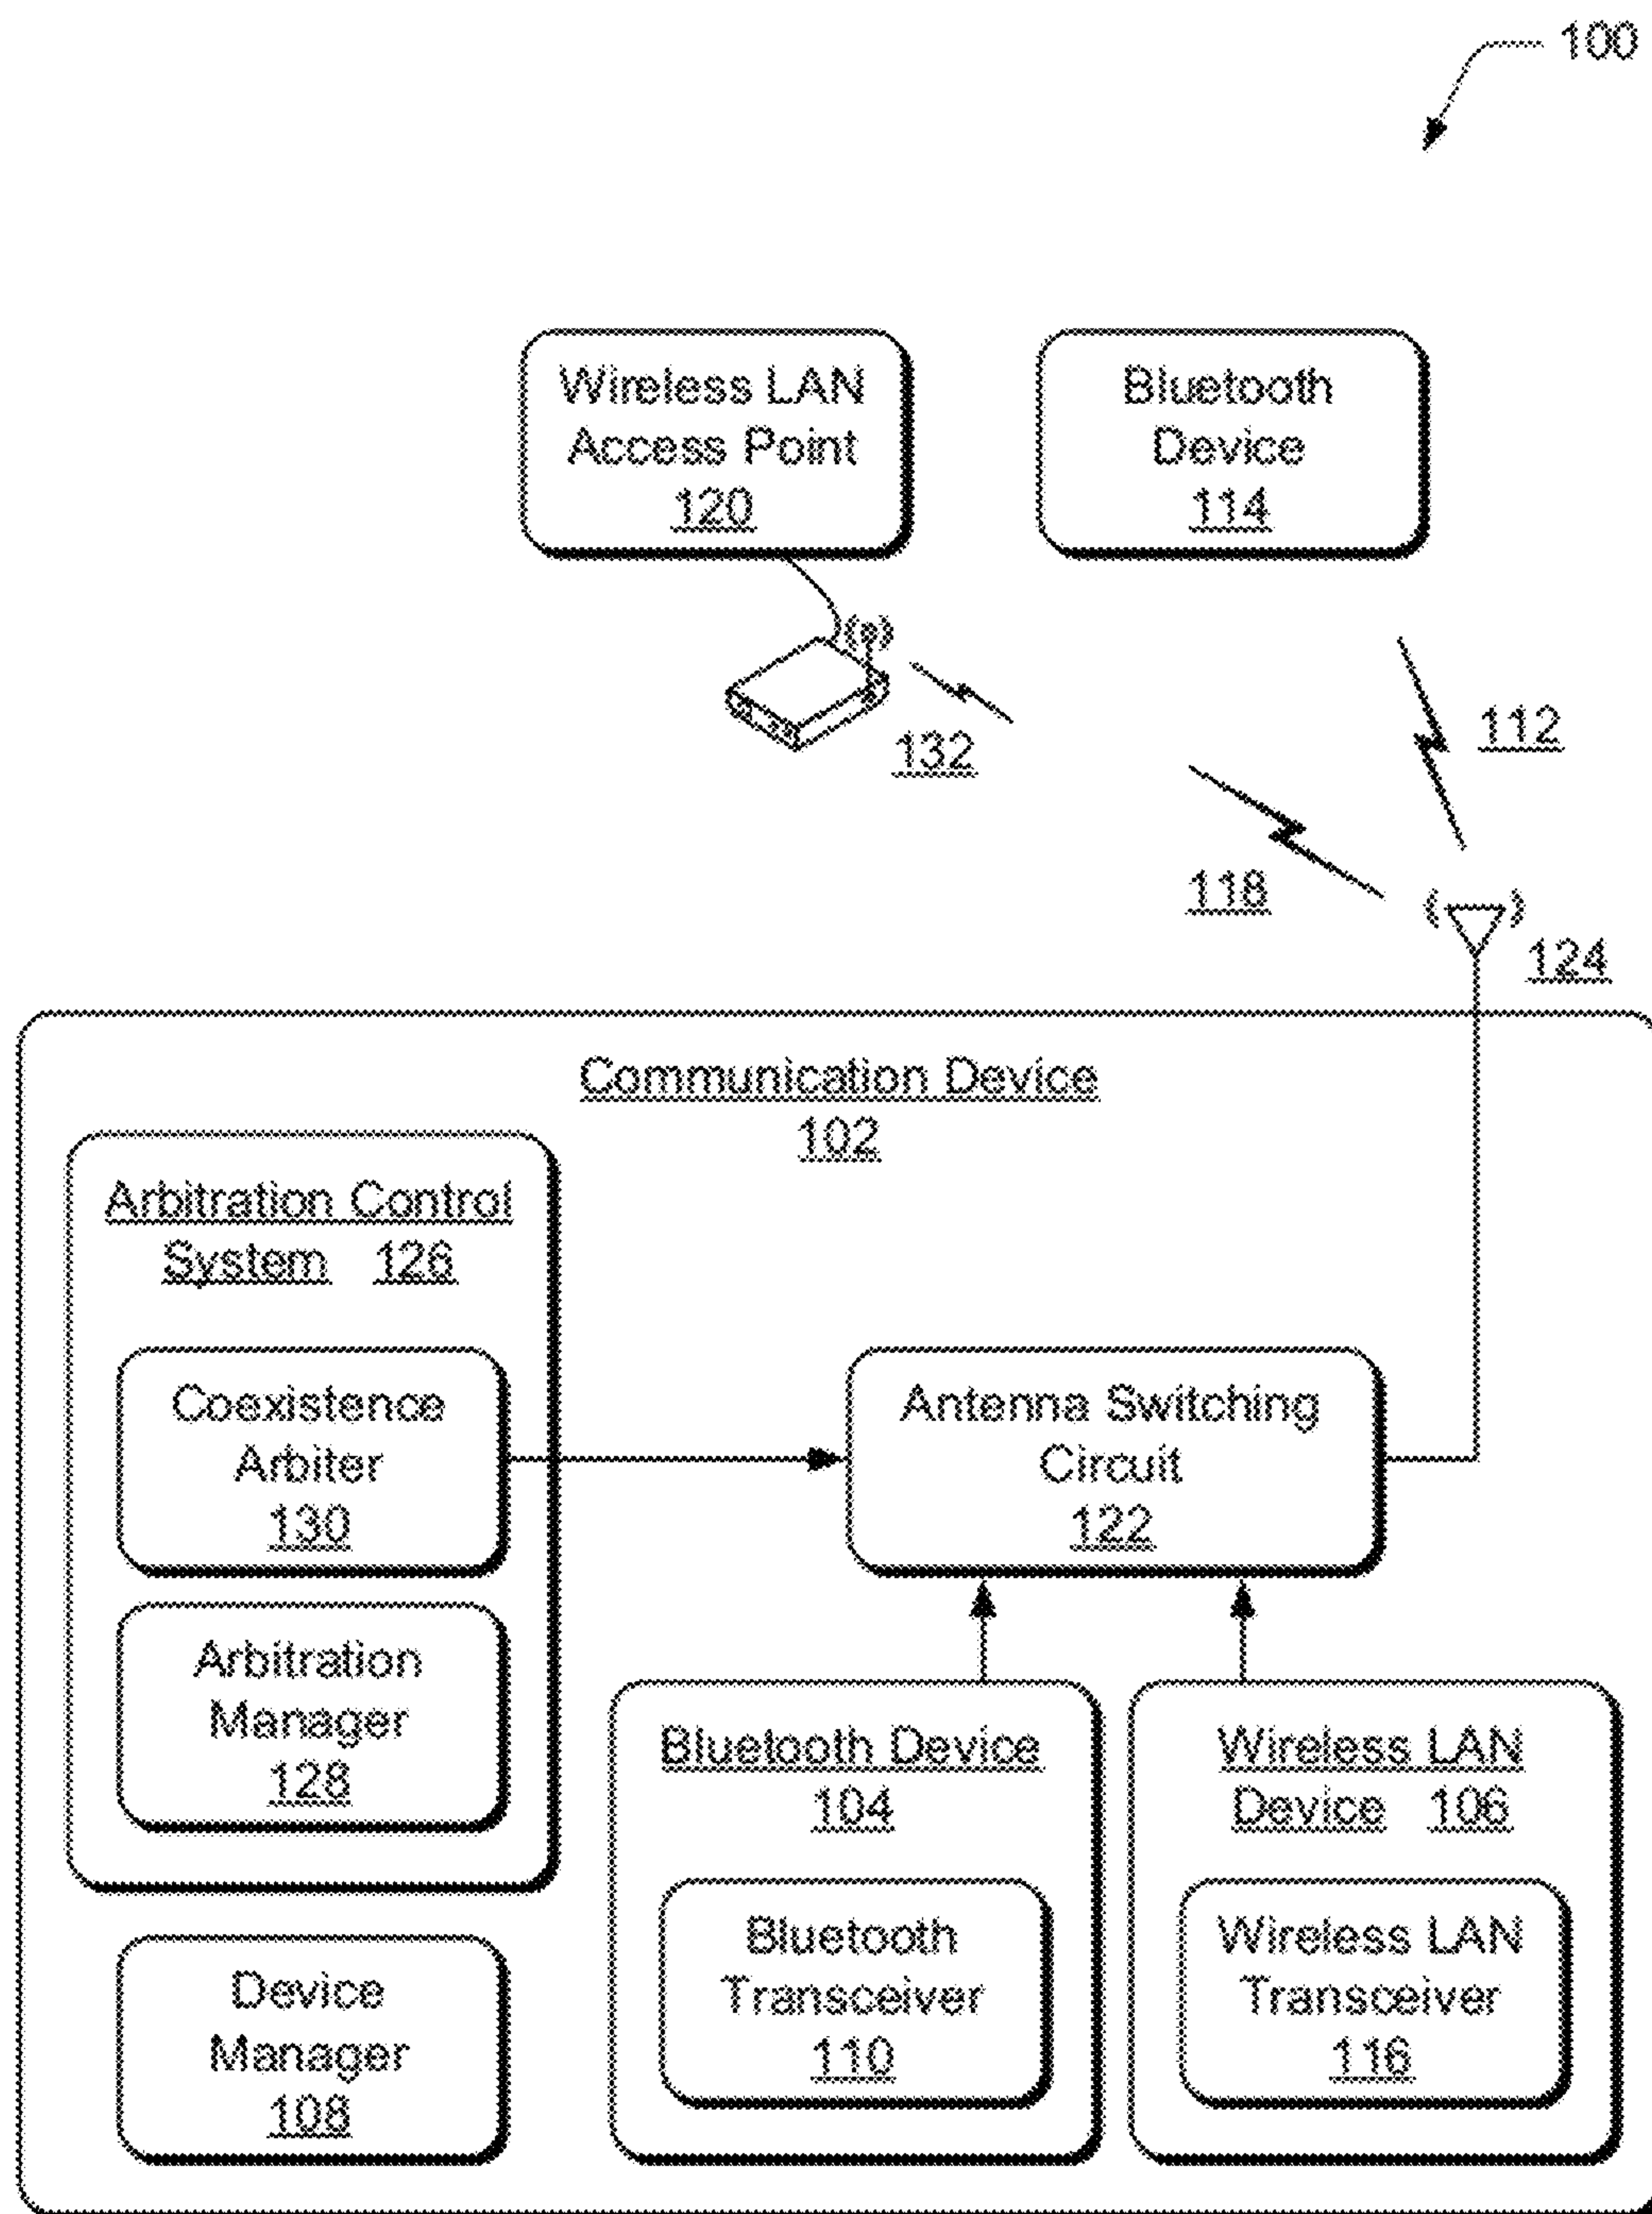 100
Wireless LAN
Access Point
120
Bluetooth
Device
114
132
112
118
124
Communication Device
102
Arbitration Control
System 126
Coexistence
Arbiter
130
Antenna Switching
Circuit
122
Arbitration
Manager
128
Bluetooth Device
104
Wireless LAN
Device 106
Bluetooth
Transceiver
110
Wireless LAN
Transceiver
116
Device
Manager
108